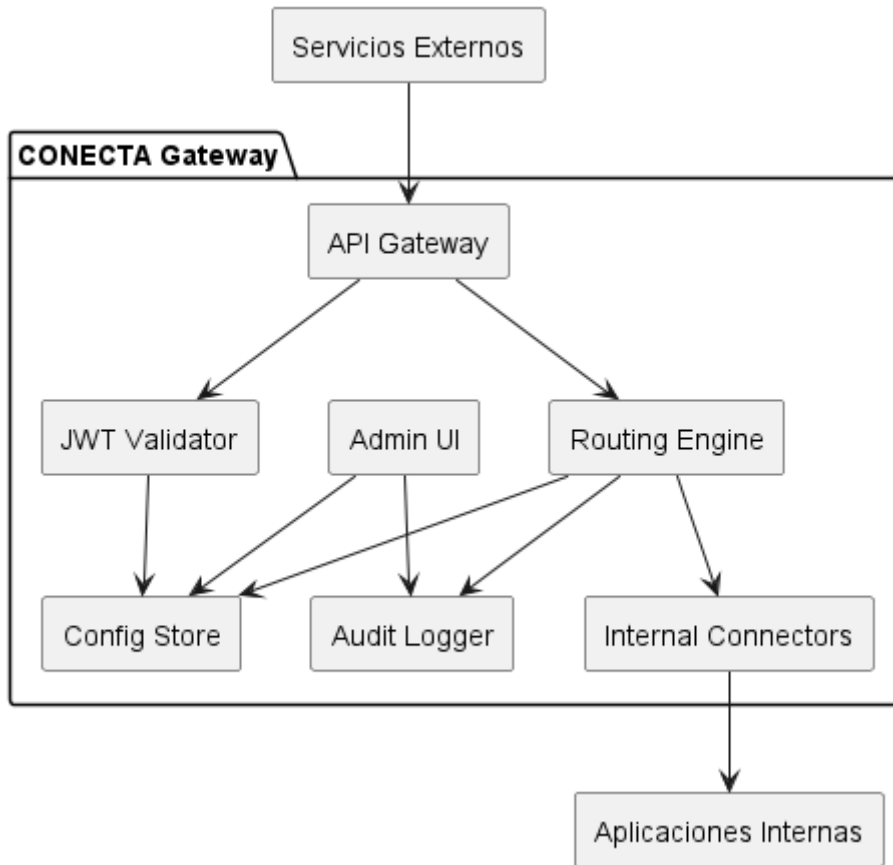 Servicios Externos
CONECTA Gateway
API Gateway
JWT Validator
Admin UI
Routing Engine
Config Store
Audit Logger
Internal Connectors
Aplicaciones Internas